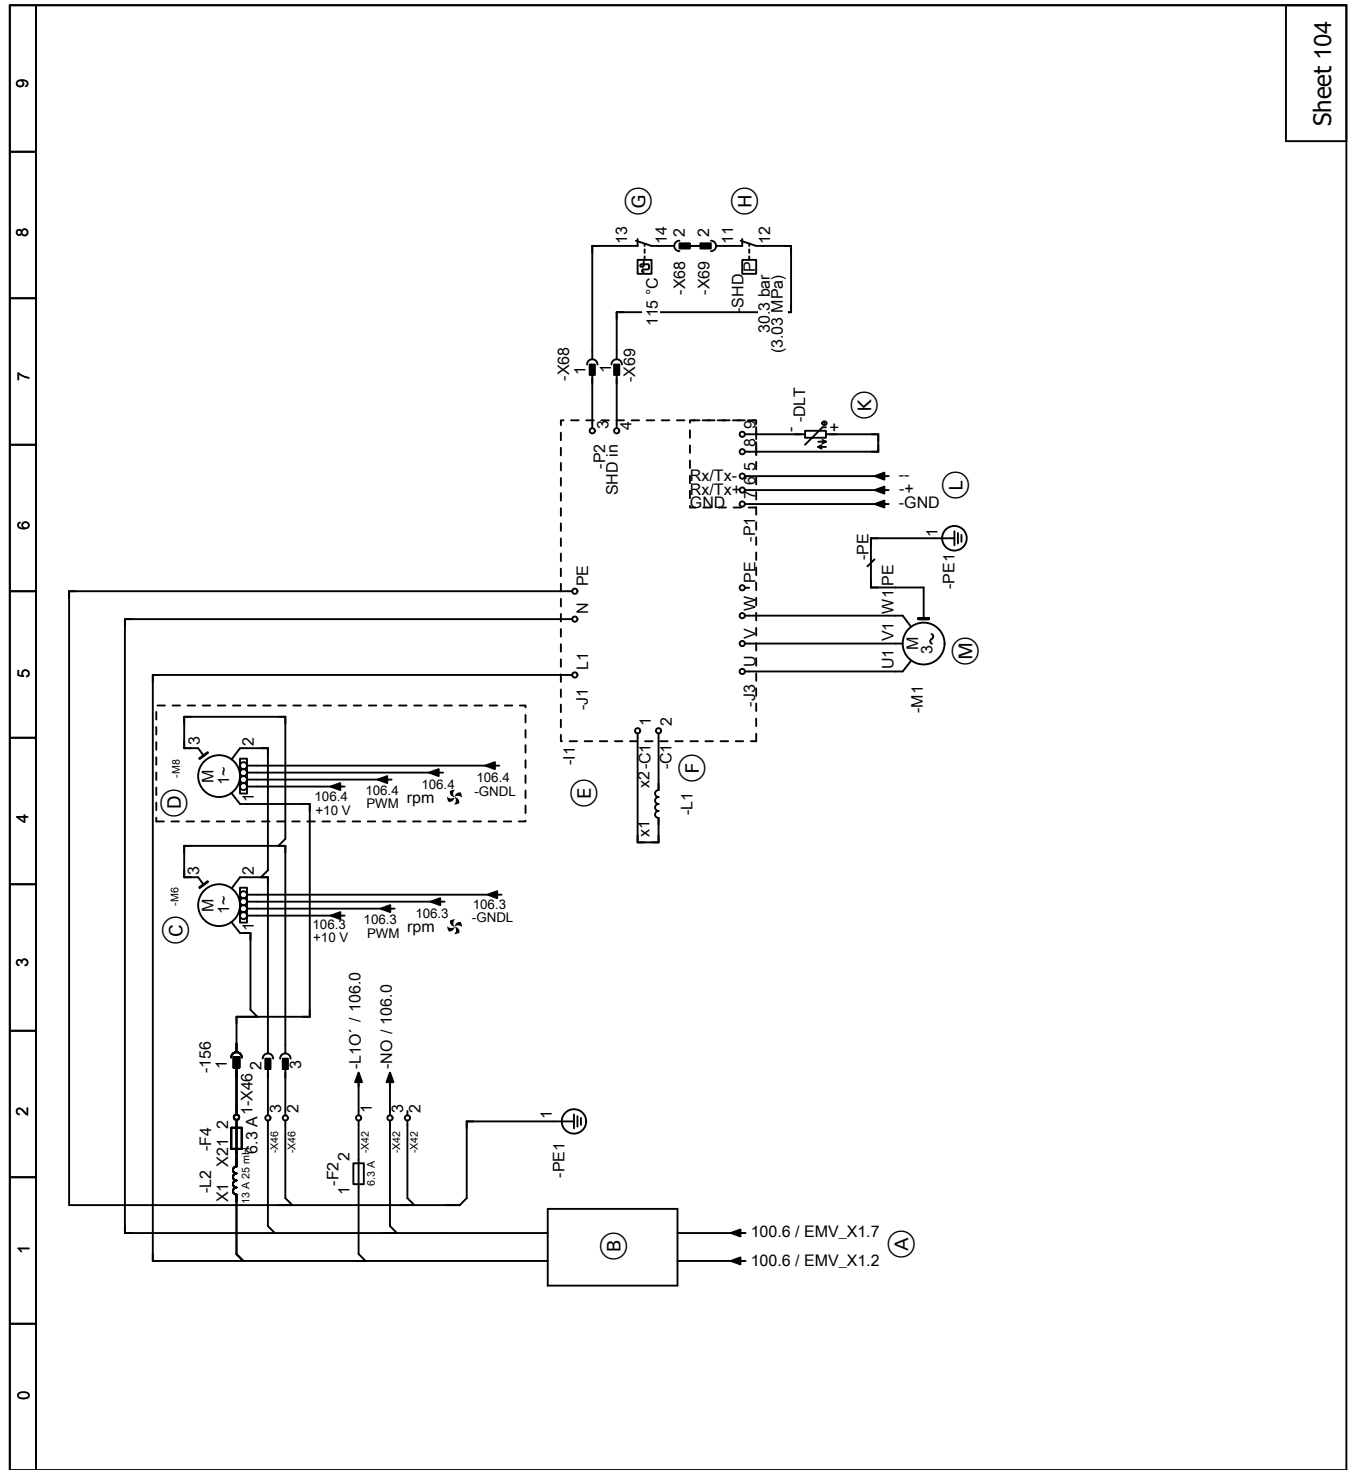 Sheet 104
0
1
2
3
4
5
6
7
8
9
-M8
M
1~
3
2
1
D
106.4
+10 V
106.4
PWM
106.4
rpm
106.4
-GNDL
-M6
M
1~
3
2
1
C
106.3
+10 V
106.3
PWM
106.3
rpm
106.3
-GNDL
-L2
X1
X2
13 A 25 mH
-F4
1
2
6.3 A
1
-X46
-156
1
2
3
3
-X46
2
-X46
-F2
1
2
6.3 A
-X42
1
-X42
3
-X42
2
-L1O´ / 106.0
-NO / 106.0
-PE1
1
B
100.6 / EMV_X1.7
100.6 / EMV_X1.2
A
E
-I1
-J1
L1
N
PE
-P2
SHD in
3
4
-X68
1
1
-X69
13
14
G
115 °C
2
-X68
2
-X69
11
12
H
P
-SHD
30.3 bar
(3.03 MPa)
x1
x2
-L1
-C1
1
-C1
2
F
-J3
U
V
W
PE
-P1
Rx/Tx-
5
Rx/Tx+
6
GND
7
8
9
-DLT
-
+
K
--
-+
-GND
L
U1
V1
W1
PE
-PE
1
-PE1
M
3~
-M1
M